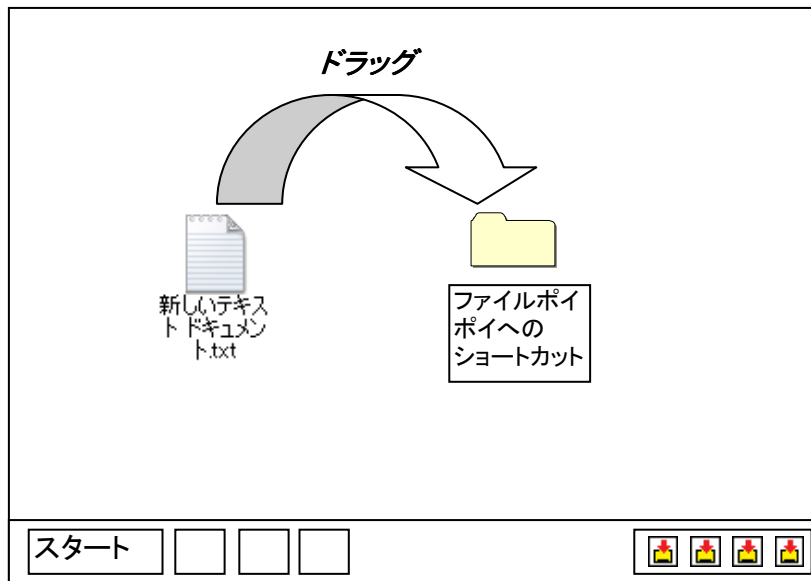 ドラッグ
新しいテキス
ト ドキュメン
ト.txt
ファイルポイ
ポイへの
ショートカット
スタート